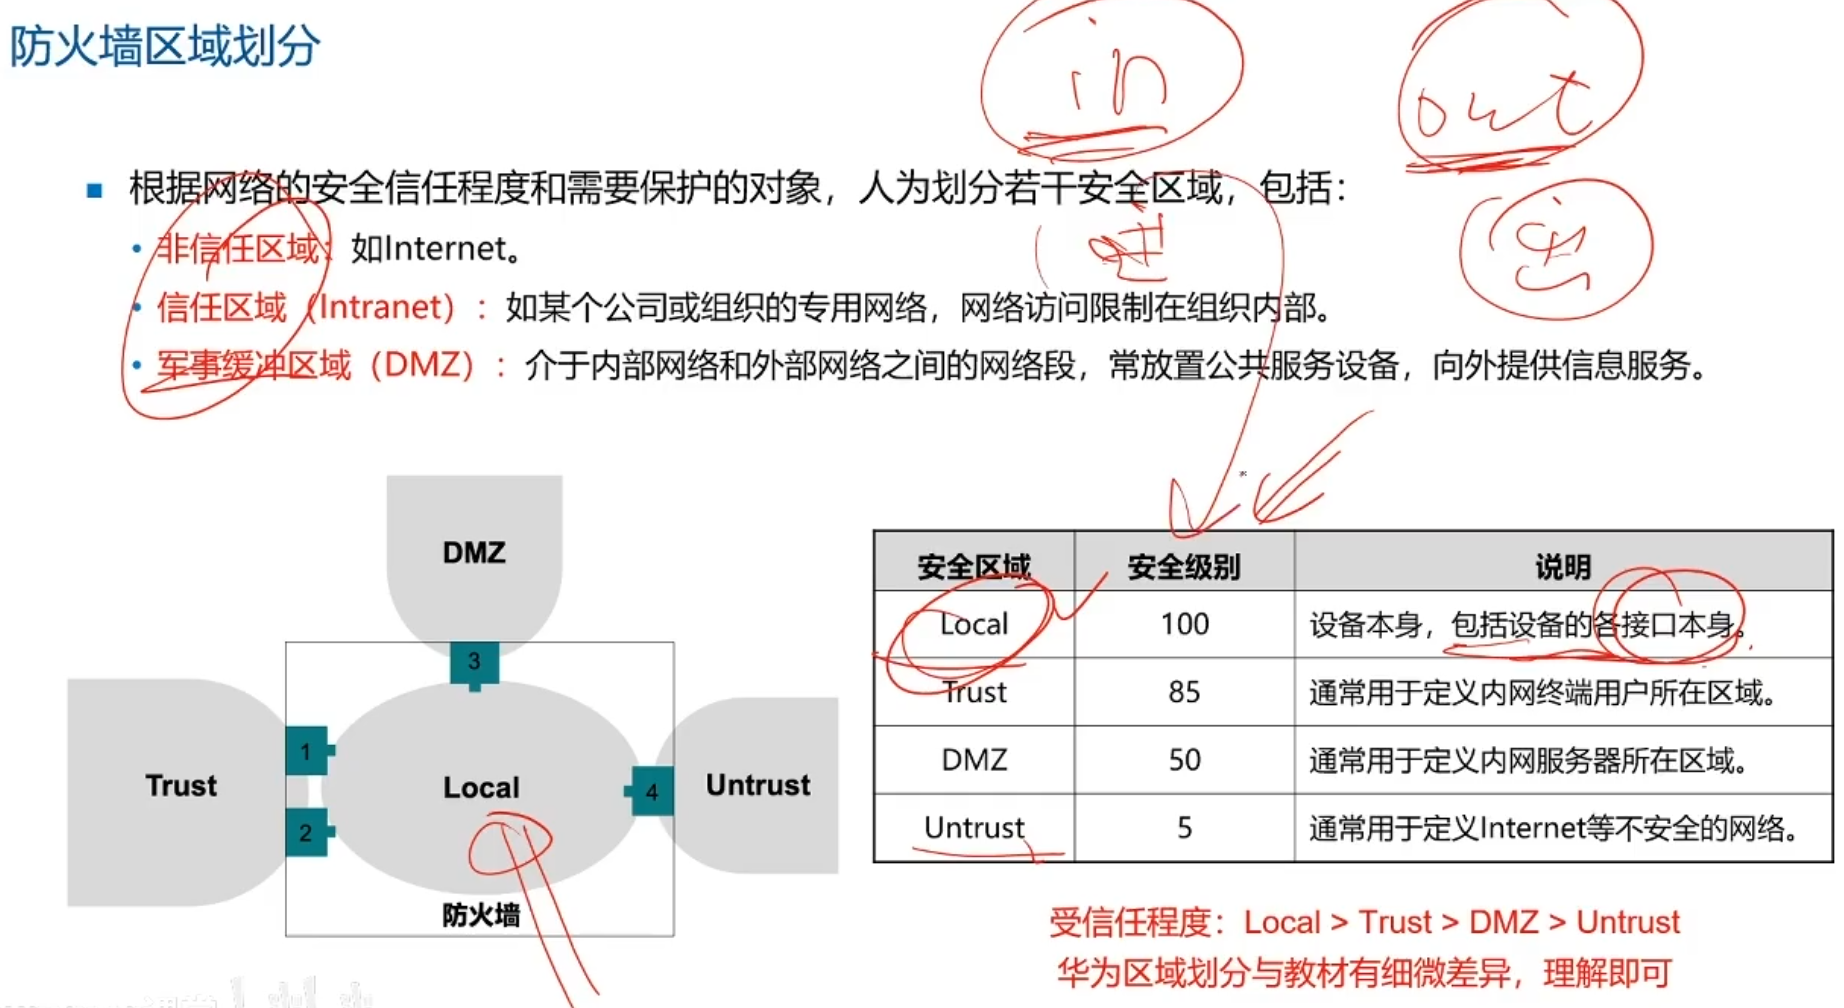 防火墙区域划分
in
out
根据网络的安全信任程度和需要保护的对象，人为划分若干安全区域，包括：
进
出
非信任区域：如Internet。
信任区域（Intranet）：如某个公司或组织的专用网络，网络访问限制在组织内部。
军事缓冲区域（DMZ）：介于内部网络和外部网络之间的网络段，常放置公共服务设备，向外提供信息服务。
DMZ
3
1
Trust
Local
4
Untrust
2
防火墙
安全区域 安全级别 说明
Local 100 设备本身，包括设备的各接口本身。
Trust 85 通常用于定义内网终端用户所在区域。
DMZ 50 通常用于定义内网服务器所在区域。
Untrust 5 通常用于定义Internet等不安全的网络。
受信任程度：Local > Trust > DMZ > Untrust
华为区域划分与教材有细微差异，理解即可